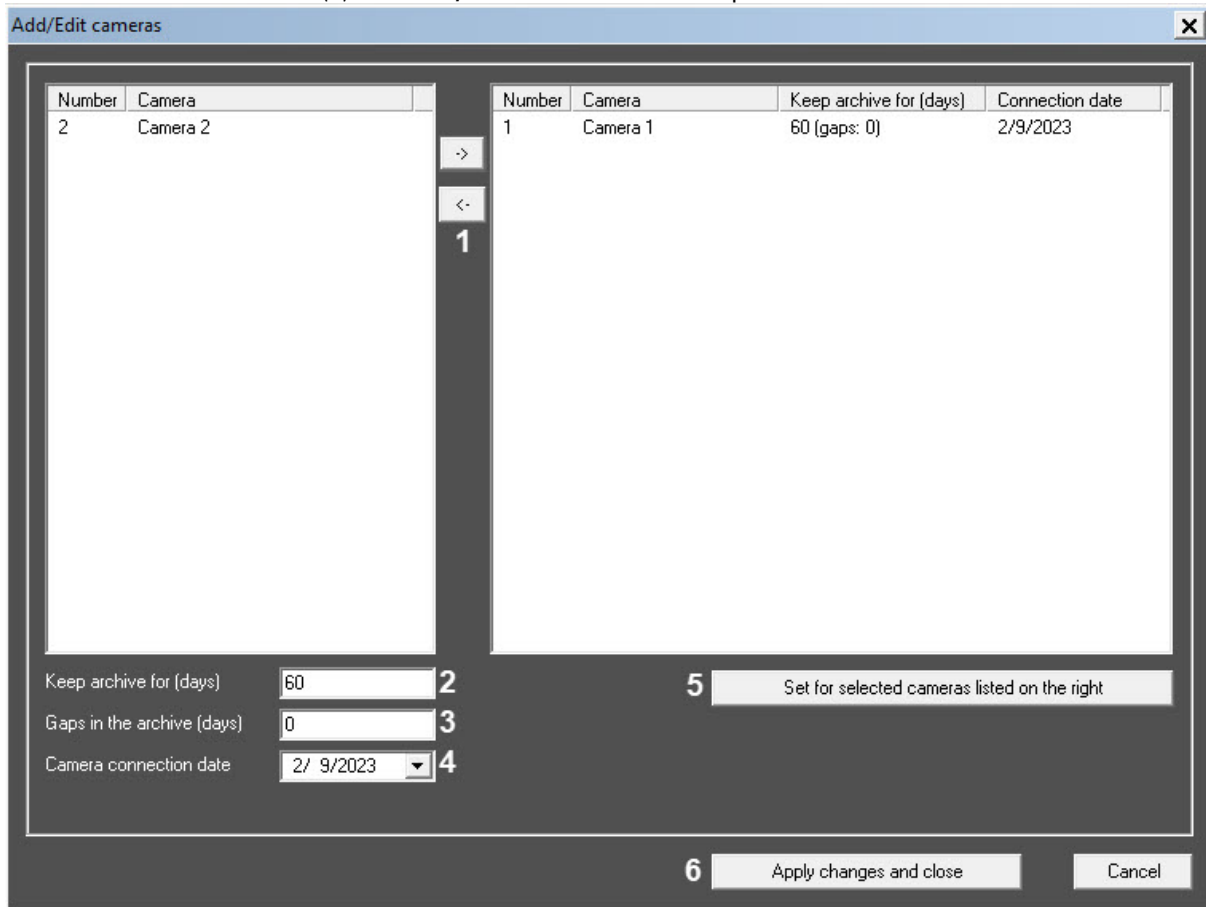 Add/Edit cameras
Number Camera
2 Camera 2
->
<-
1
Number Camera Keep archive for (days) Connection date
1 Camera 1 60 (gaps: 0) 2/9/2023
Keep archive for (days) 60 2
Gaps in the archive (days) 0 3
Camera connection date 2/ 9/2023 4
5 Set for selected cameras listed on the right
6 Apply changes and close Cancel